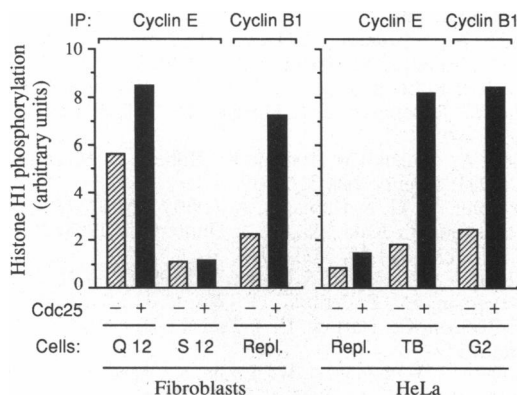 IP: Cyclin E Cyclin B1 Cyclin E Cyclin B1
Histone H1 phosphorylation
(arbitrary units)
10
8
6
4
2
0
Cdc25 – + – + – + – + – + – +
Cells: Q 12 S 12 Repl. Repl. TB G2
Fibroblasts HeLa